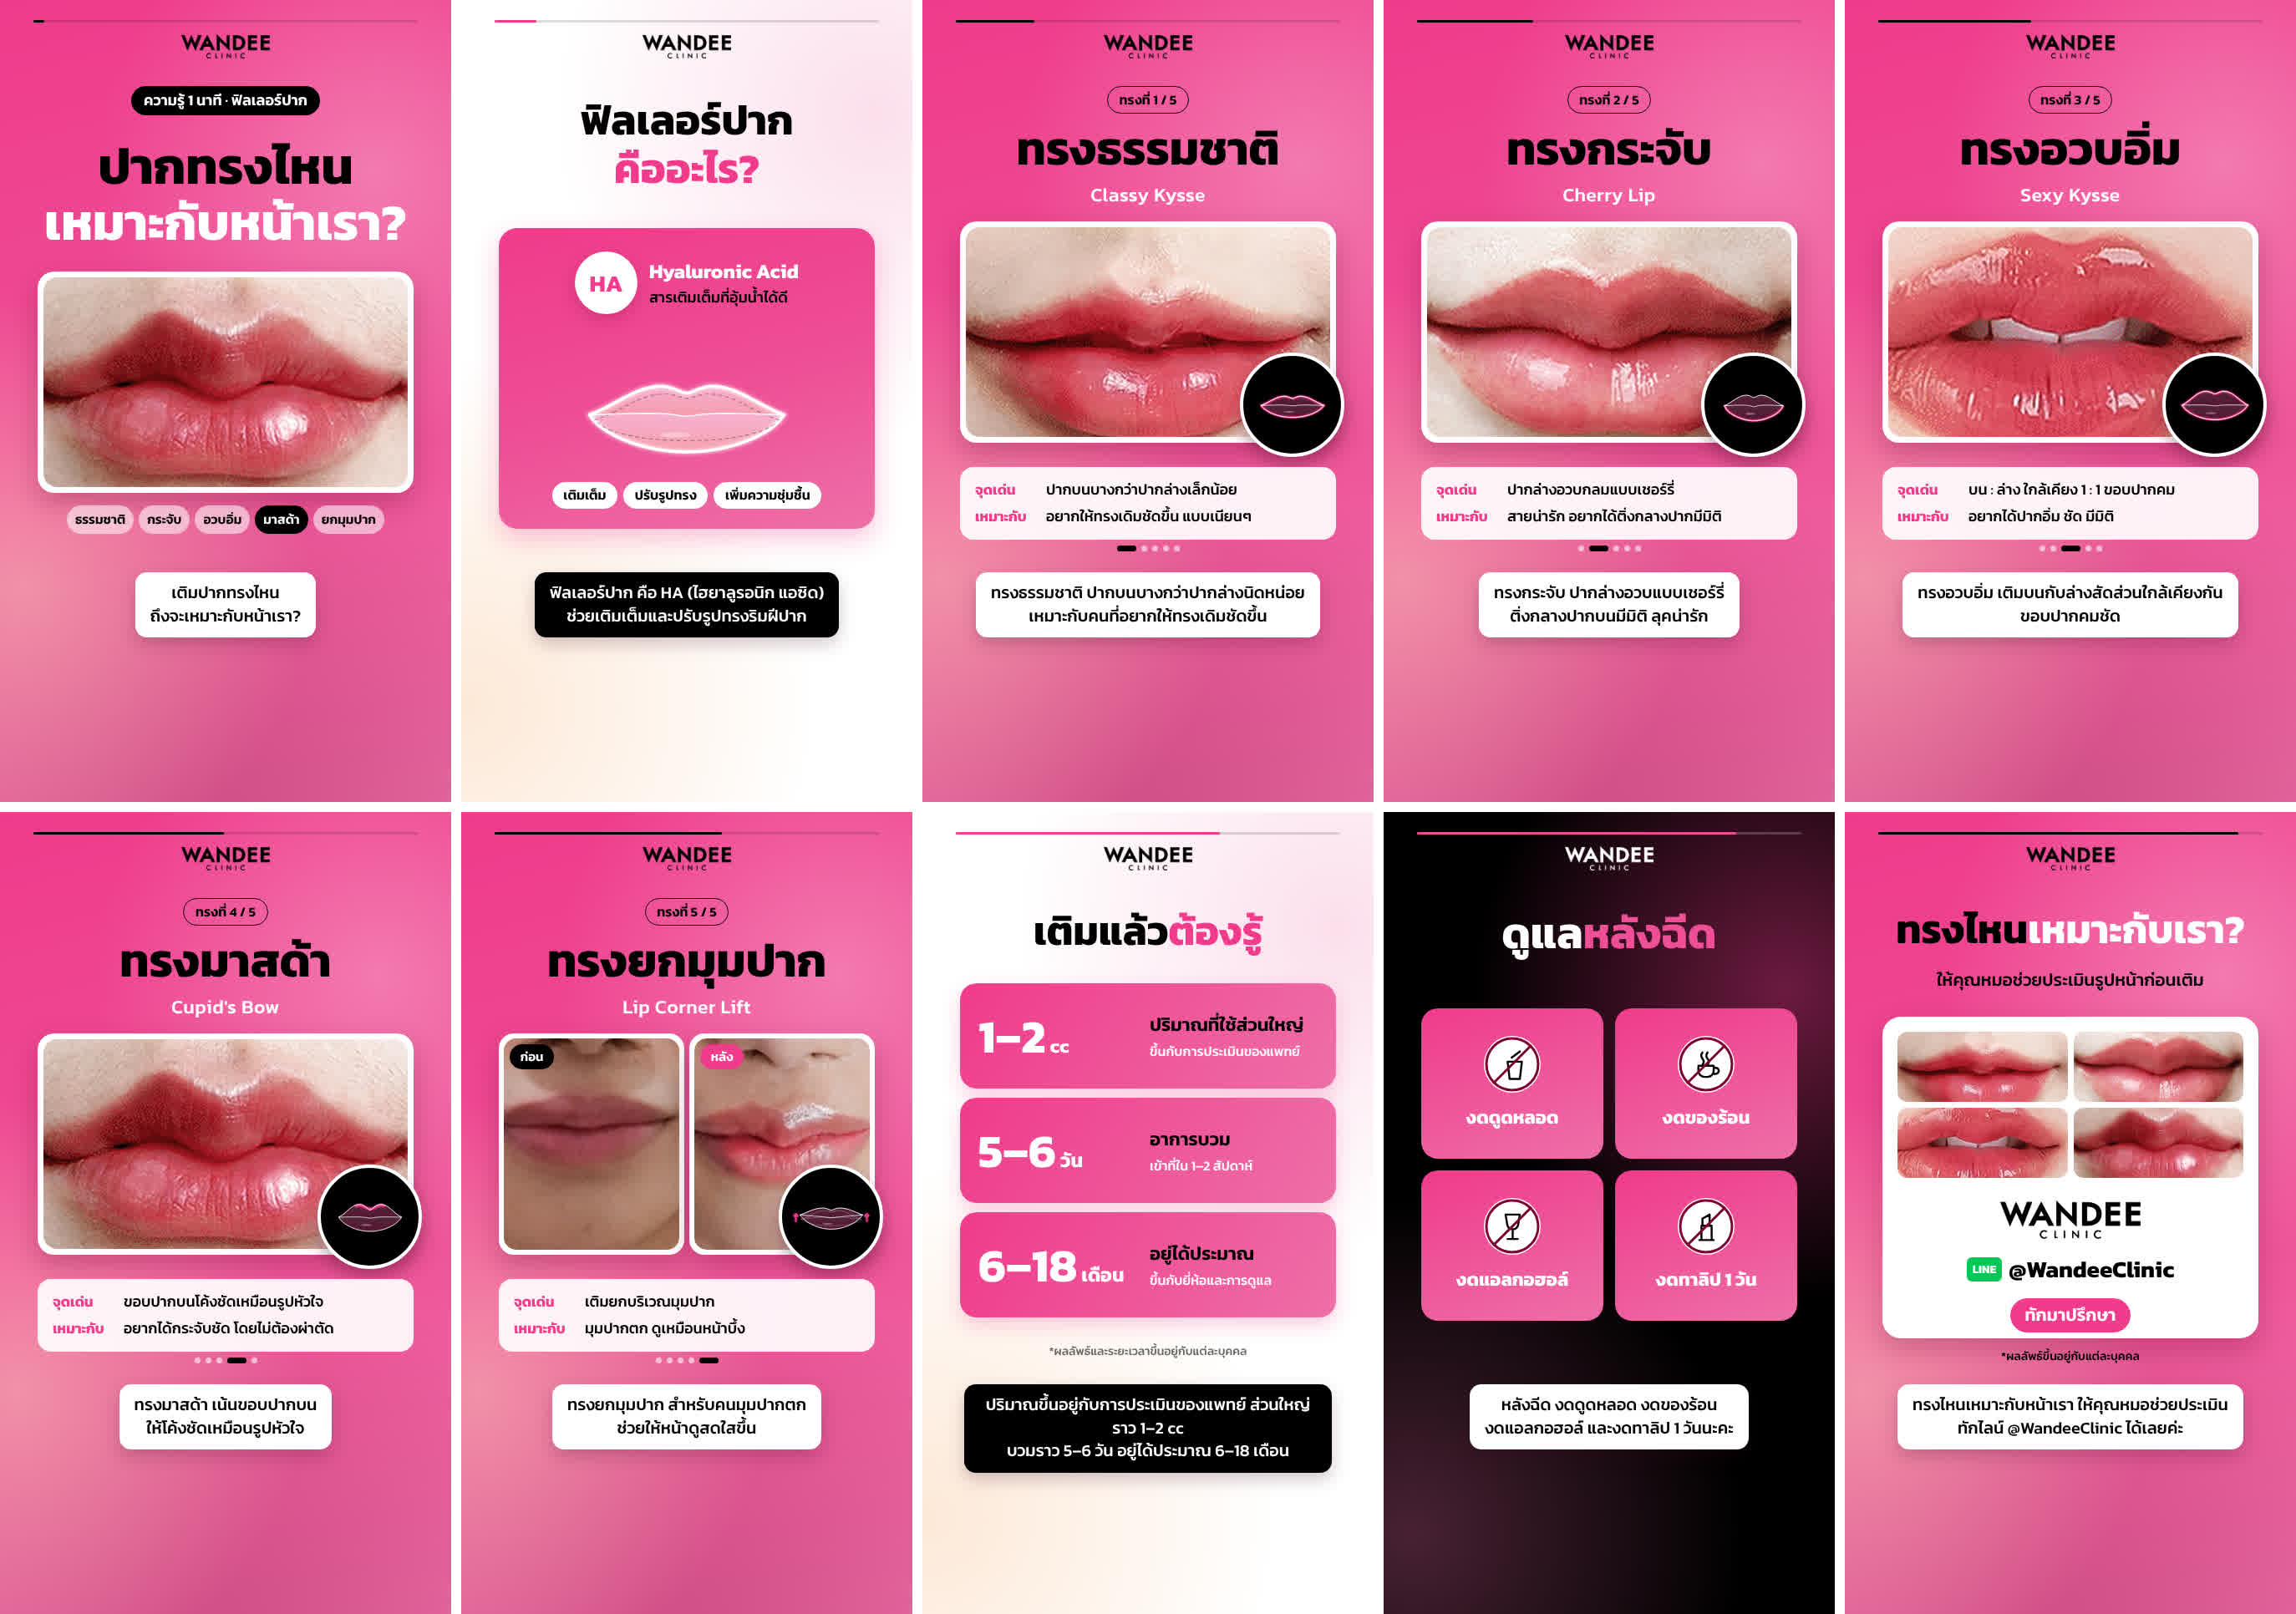 WANDEE
CLINIC
ความรู้ 1 นาที · ฟิลเลอร์ปาก
ปากทรงไหน
เหมาะกับหน้าเรา?
ธรรมชาติ
กระจับ
อวบอิ่ม
มาสด้า
ยกมุมปาก
เติมปากทรงไหน
ถึงจะเหมาะกับหน้าเรา?
WANDEE
CLINIC
ฟิลเลอร์ปาก
คืออะไร?
HA
Hyaluronic Acid
สารเติมเต็มที่อุ้มน้ำได้ดี
เติมเต็ม
ปรับรูปทรง
เพิ่มความชุ่มชื้น
ฟิลเลอร์ปาก คือ HA (ไฮยาลูรอนิก แอซิด)
ช่วยเติมเต็มและปรับรูปทรงริมฝีปาก
WANDEE
CLINIC
ทรงที่ 1 / 5
ทรงธรรมชาติ
Classy Kysse
จุดเด่น ปากบนบางกว่าปากล่างเล็กน้อย
เหมาะกับ อยากให้ทรงเดิมชัดขึ้น แบบเนียนๆ
ทรงธรรมชาติ ปากบนบางกว่าปากล่างนิดหน่อย
เหมาะกับคนที่อยากให้ทรงเดิมชัดขึ้น
WANDEE
CLINIC
ทรงที่ 2 / 5
ทรงกระจับ
Cherry Lip
จุดเด่น ปากล่างอวบกลมแบบเชอร์รี่
เหมาะกับ สายน่ารัก อยากได้ติ่งกลางปากมีมิติ
ทรงกระจับ ปากล่างอวบแบบเชอร์รี่
ติ่งกลางปากบนมีมิติ ลุคน่ารัก
WANDEE
CLINIC
ทรงที่ 3 / 5
ทรงอวบอิ่ม
Sexy Kysse
จุดเด่น บน : ล่าง ใกล้เคียง 1 : 1 ขอบปากคม
เหมาะกับ อยากได้ปากอิ่ม ชัด มีมิติ
ทรงอวบอิ่ม เติมบนกับล่างสัดส่วนใกล้เคียงกัน
ขอบปากคมชัด
WANDEE
CLINIC
ทรงที่ 4 / 5
ทรงมาสด้า
Cupid's Bow
จุดเด่น ขอบปากบนโค้งชัดเหมือนรูปหัวใจ
เหมาะกับ อยากได้กระจับชัด โดยไม่ต้องผ่าตัด
ทรงมาสด้า เน้นขอบปากบน
ให้โค้งชัดเหมือนรูปหัวใจ
WANDEE
CLINIC
ทรงที่ 5 / 5
ทรงยกมุมปาก
Lip Corner Lift
ก่อน
หลัง
จุดเด่น เติมยกบริเวณมุมปาก
เหมาะกับ มุมปากตก ดูเหมือนหน้าบึ้ง
ทรงยกมุมปาก สำหรับคนมุมปากตก
ช่วยให้หน้าดูสดใสขึ้น
WANDEE
CLINIC
เติมแล้วต้องรู้
1–2 cc
ปริมาณที่ใช้ส่วนใหญ่
ขึ้นกับการประเมินของแพทย์
5–6 วัน
อาการบวม
เข้าที่ใน 1–2 สัปดาห์
6–18 เดือน
อยู่ได้ประมาณ
ขึ้นกับยี่ห้อและการดูแล
*ผลลัพธ์และระยะเวลาขึ้นอยู่กับแต่ละบุคคล
ปริมาณขึ้นอยู่กับการประเมินของแพทย์ ส่วนใหญ่
ราว 1–2 cc
บวมราว 5–6 วัน อยู่ได้ประมาณ 6–18 เดือน
WANDEE
CLINIC
ดูแลหลังฉีด
งดดูดหลอด
งดของร้อน
งดแอลกอฮอล์
งดทาลิป 1 วัน
หลังฉีด งดดูดหลอด งดของร้อน
งดแอลกอฮอล์ และงดทาลิป 1 วันนะคะ
WANDEE
CLINIC
ทรงไหนเหมาะกับเรา?
ให้คุณหมอช่วยประเมินรูปหน้าก่อนเติม
WANDEE
CLINIC
LINE @WandeeClinic
ทักมาปรึกษา
*ผลลัพธ์ขึ้นอยู่กับแต่ละบุคคล
ทรงไหนเหมาะกับเรา ให้คุณหมอช่วยประเมิน
ทักไลน์ @WandeeClinic ได้เลยค่ะ